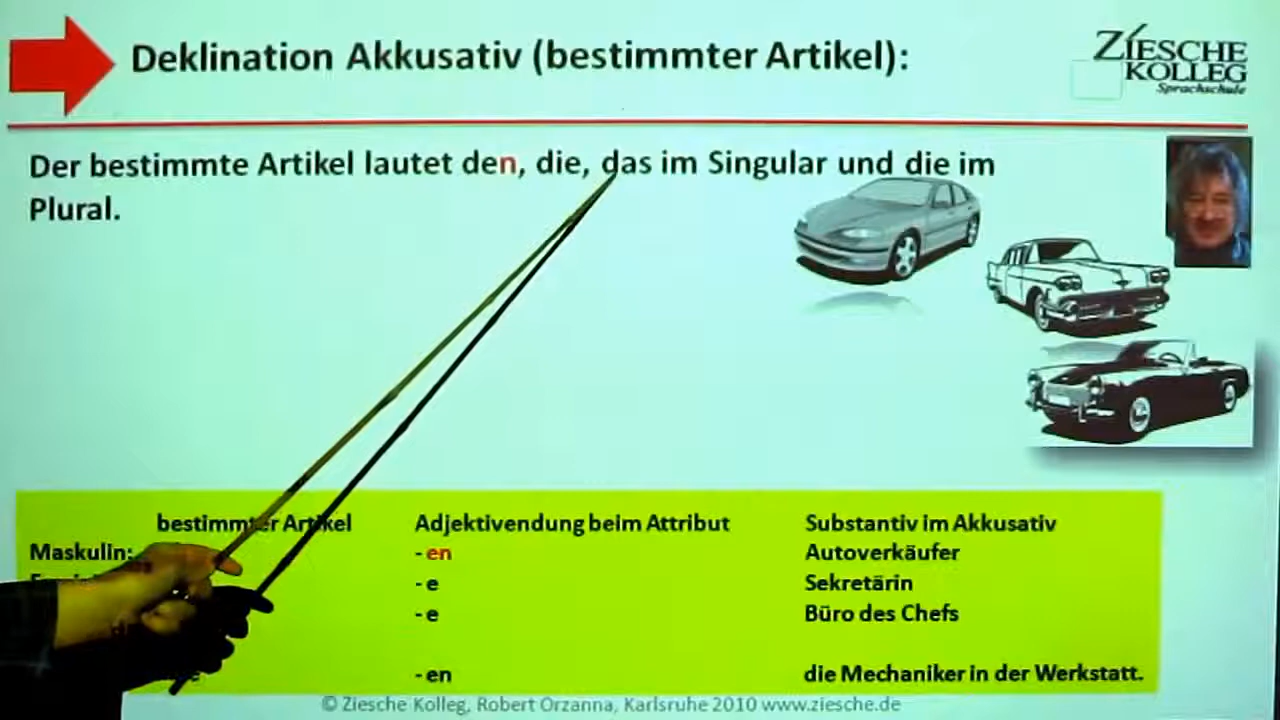 Deklination Akkusativ (bestimmter Artikel):
ZIESCHE
KOLLEG
Sprachschule
Der bestimmte Artikel lautet den, die, das im Singular und die im
Plural.
bestimmter Artikel Adjektivendung beim Attribut Substantiv im Akkusativ
Maskulin: - en Autoverkäufer
- e Sekretärin
- e Büro des Chefs
- en die Mechaniker in der Werkstatt.
© Ziesche Kolleg, Robert Orzanna, Karlsruhe 2010 www.ziesche.de